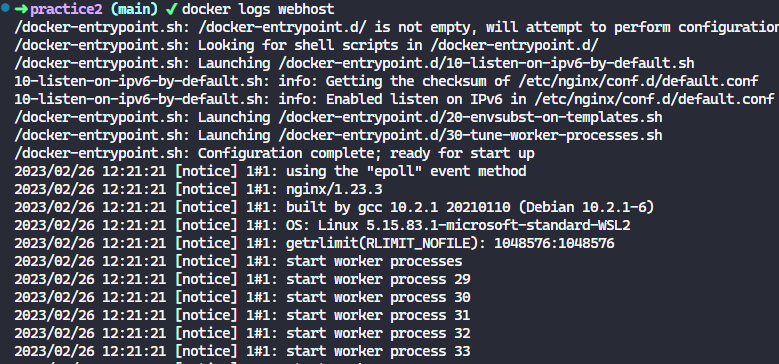 ➜ practice2 (main) ✓ docker logs webhost
/docker-entrypoint.sh: /docker-entrypoint.d/ is not empty, will attempt to perform configuration
/docker-entrypoint.sh: Looking for shell scripts in /docker-entrypoint.d/
/docker-entrypoint.sh: Launching /docker-entrypoint.d/10-listen-on-ipv6-by-default.sh
10-listen-on-ipv6-by-default.sh: info: Getting the checksum of /etc/nginx/conf.d/default.conf
10-listen-on-ipv6-by-default.sh: info: Enabled listen on IPv6 in /etc/nginx/conf.d/default.conf
/docker-entrypoint.sh: Launching /docker-entrypoint.d/20-envsubst-on-templates.sh
/docker-entrypoint.sh: Launching /docker-entrypoint.d/30-tune-worker-processes.sh
/docker-entrypoint.sh: Configuration complete; ready for start up
2023/02/26 12:21:21 [notice] 1#1: using the "epoll" event method
2023/02/26 12:21:21 [notice] 1#1: nginx/1.23.3
2023/02/26 12:21:21 [notice] 1#1: built by gcc 10.2.1 20210110 (Debian 10.2.1-6)
2023/02/26 12:21:21 [notice] 1#1: OS: Linux 5.15.83.1-microsoft-standard-WSL2
2023/02/26 12:21:21 [notice] 1#1: getrlimit(RLIMIT_NOFILE): 1048576:1048576
2023/02/26 12:21:21 [notice] 1#1: start worker processes
2023/02/26 12:21:21 [notice] 1#1: start worker process 29
2023/02/26 12:21:21 [notice] 1#1: start worker process 30
2023/02/26 12:21:21 [notice] 1#1: start worker process 31
2023/02/26 12:21:21 [notice] 1#1: start worker process 32
2023/02/26 12:21:21 [notice] 1#1: start worker process 33